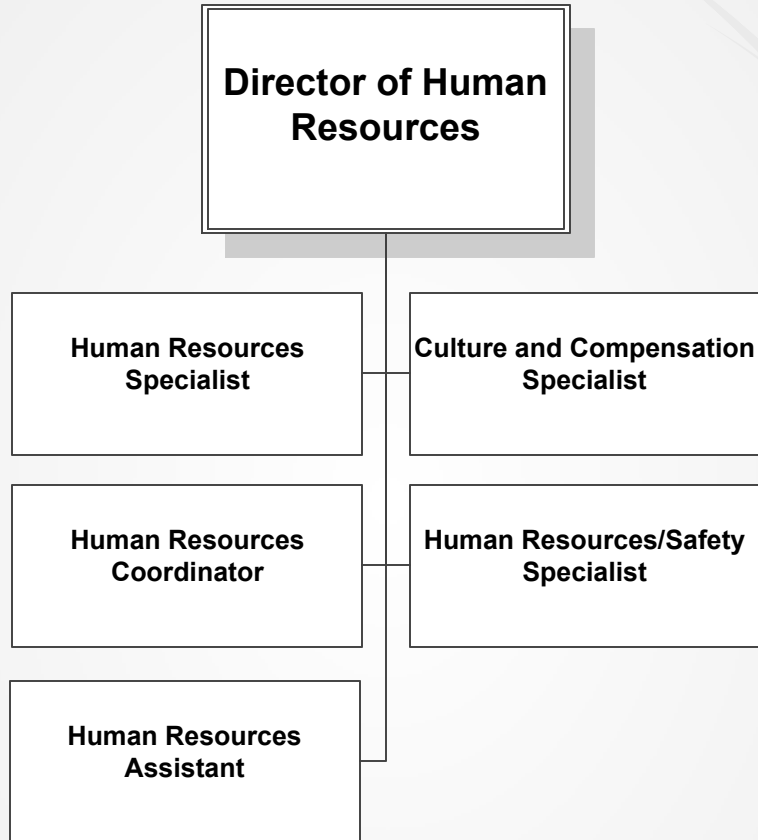 Director of Human
Resources
Human Resources
Specialist
Culture and Compensation
Specialist
Human Resources
Coordinator
Human Resources/Safety
Specialist
Human Resources
Assistant